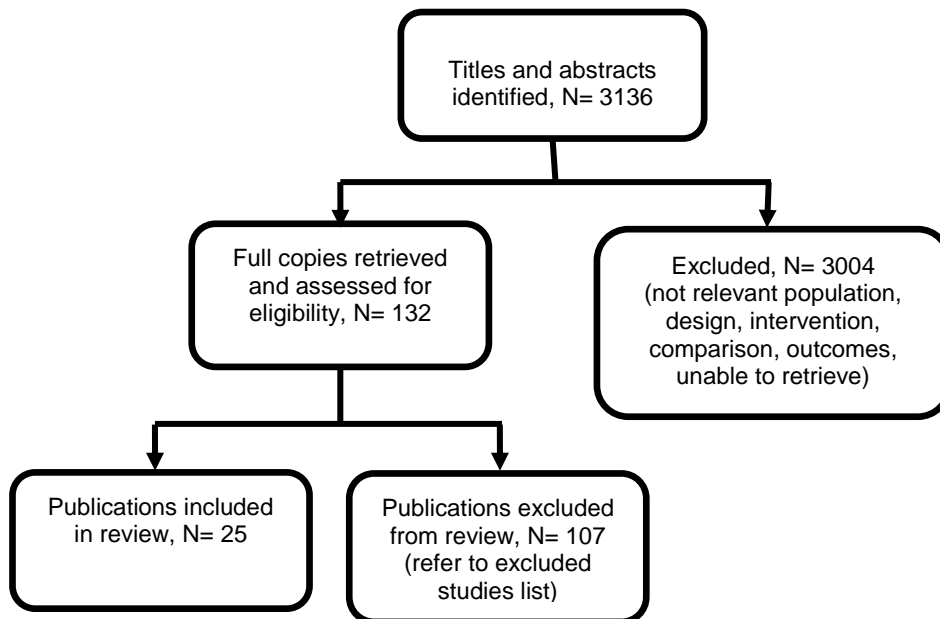 Titles and abstracts
identified, N= 3136
Full copies retrieved
and assessed for
eligibility, N= 132
Excluded, N= 3004
(not relevant population,
design, intervention,
comparison, outcomes,
unable to retrieve)
Publications included
in review, N= 25
Publications excluded
from review, N= 107
(refer to excluded
studies list)